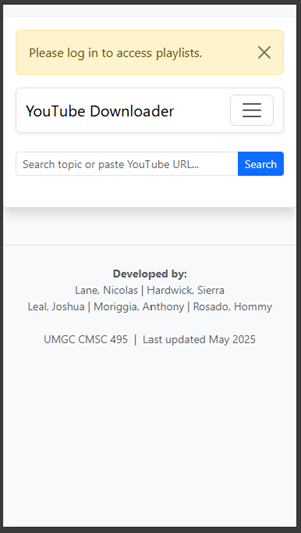 Please log in to access playlists.
YouTube Downloader
Search topic or paste YouTube URL...
Search
Developed by:
Lane, Nicolas | Hardwick, Sierra
Leal, Joshua | Moriggia, Anthony | Rosado, Hommy
UMGC CMSC 495 | Last updated May 2025